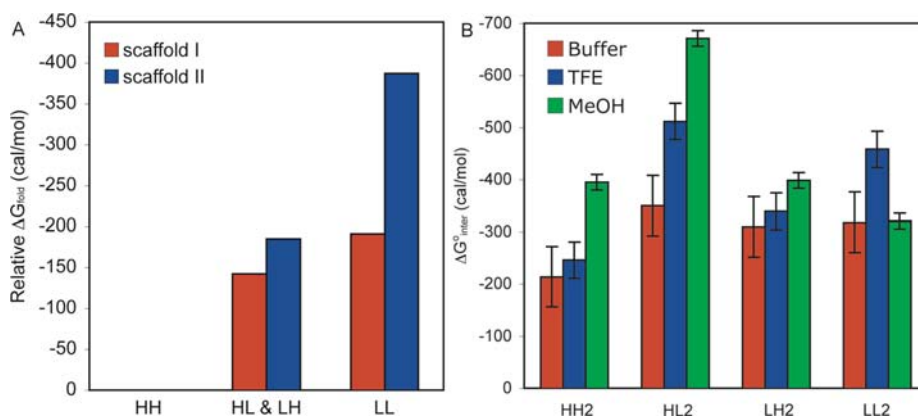 A
-450
-400
-350
-300
-250
-200
-150
-100
-50
0
Relative ΔGfold (cal/mol)
scaffold I
scaffold II
HH
HL & LH
LL
B
-700
-600
-500
-400
-300
-200
-100
0
ΔG°inter (cal/mol)
Buffer
TFE
MeOH
HH2
HL2
LH2
LL2